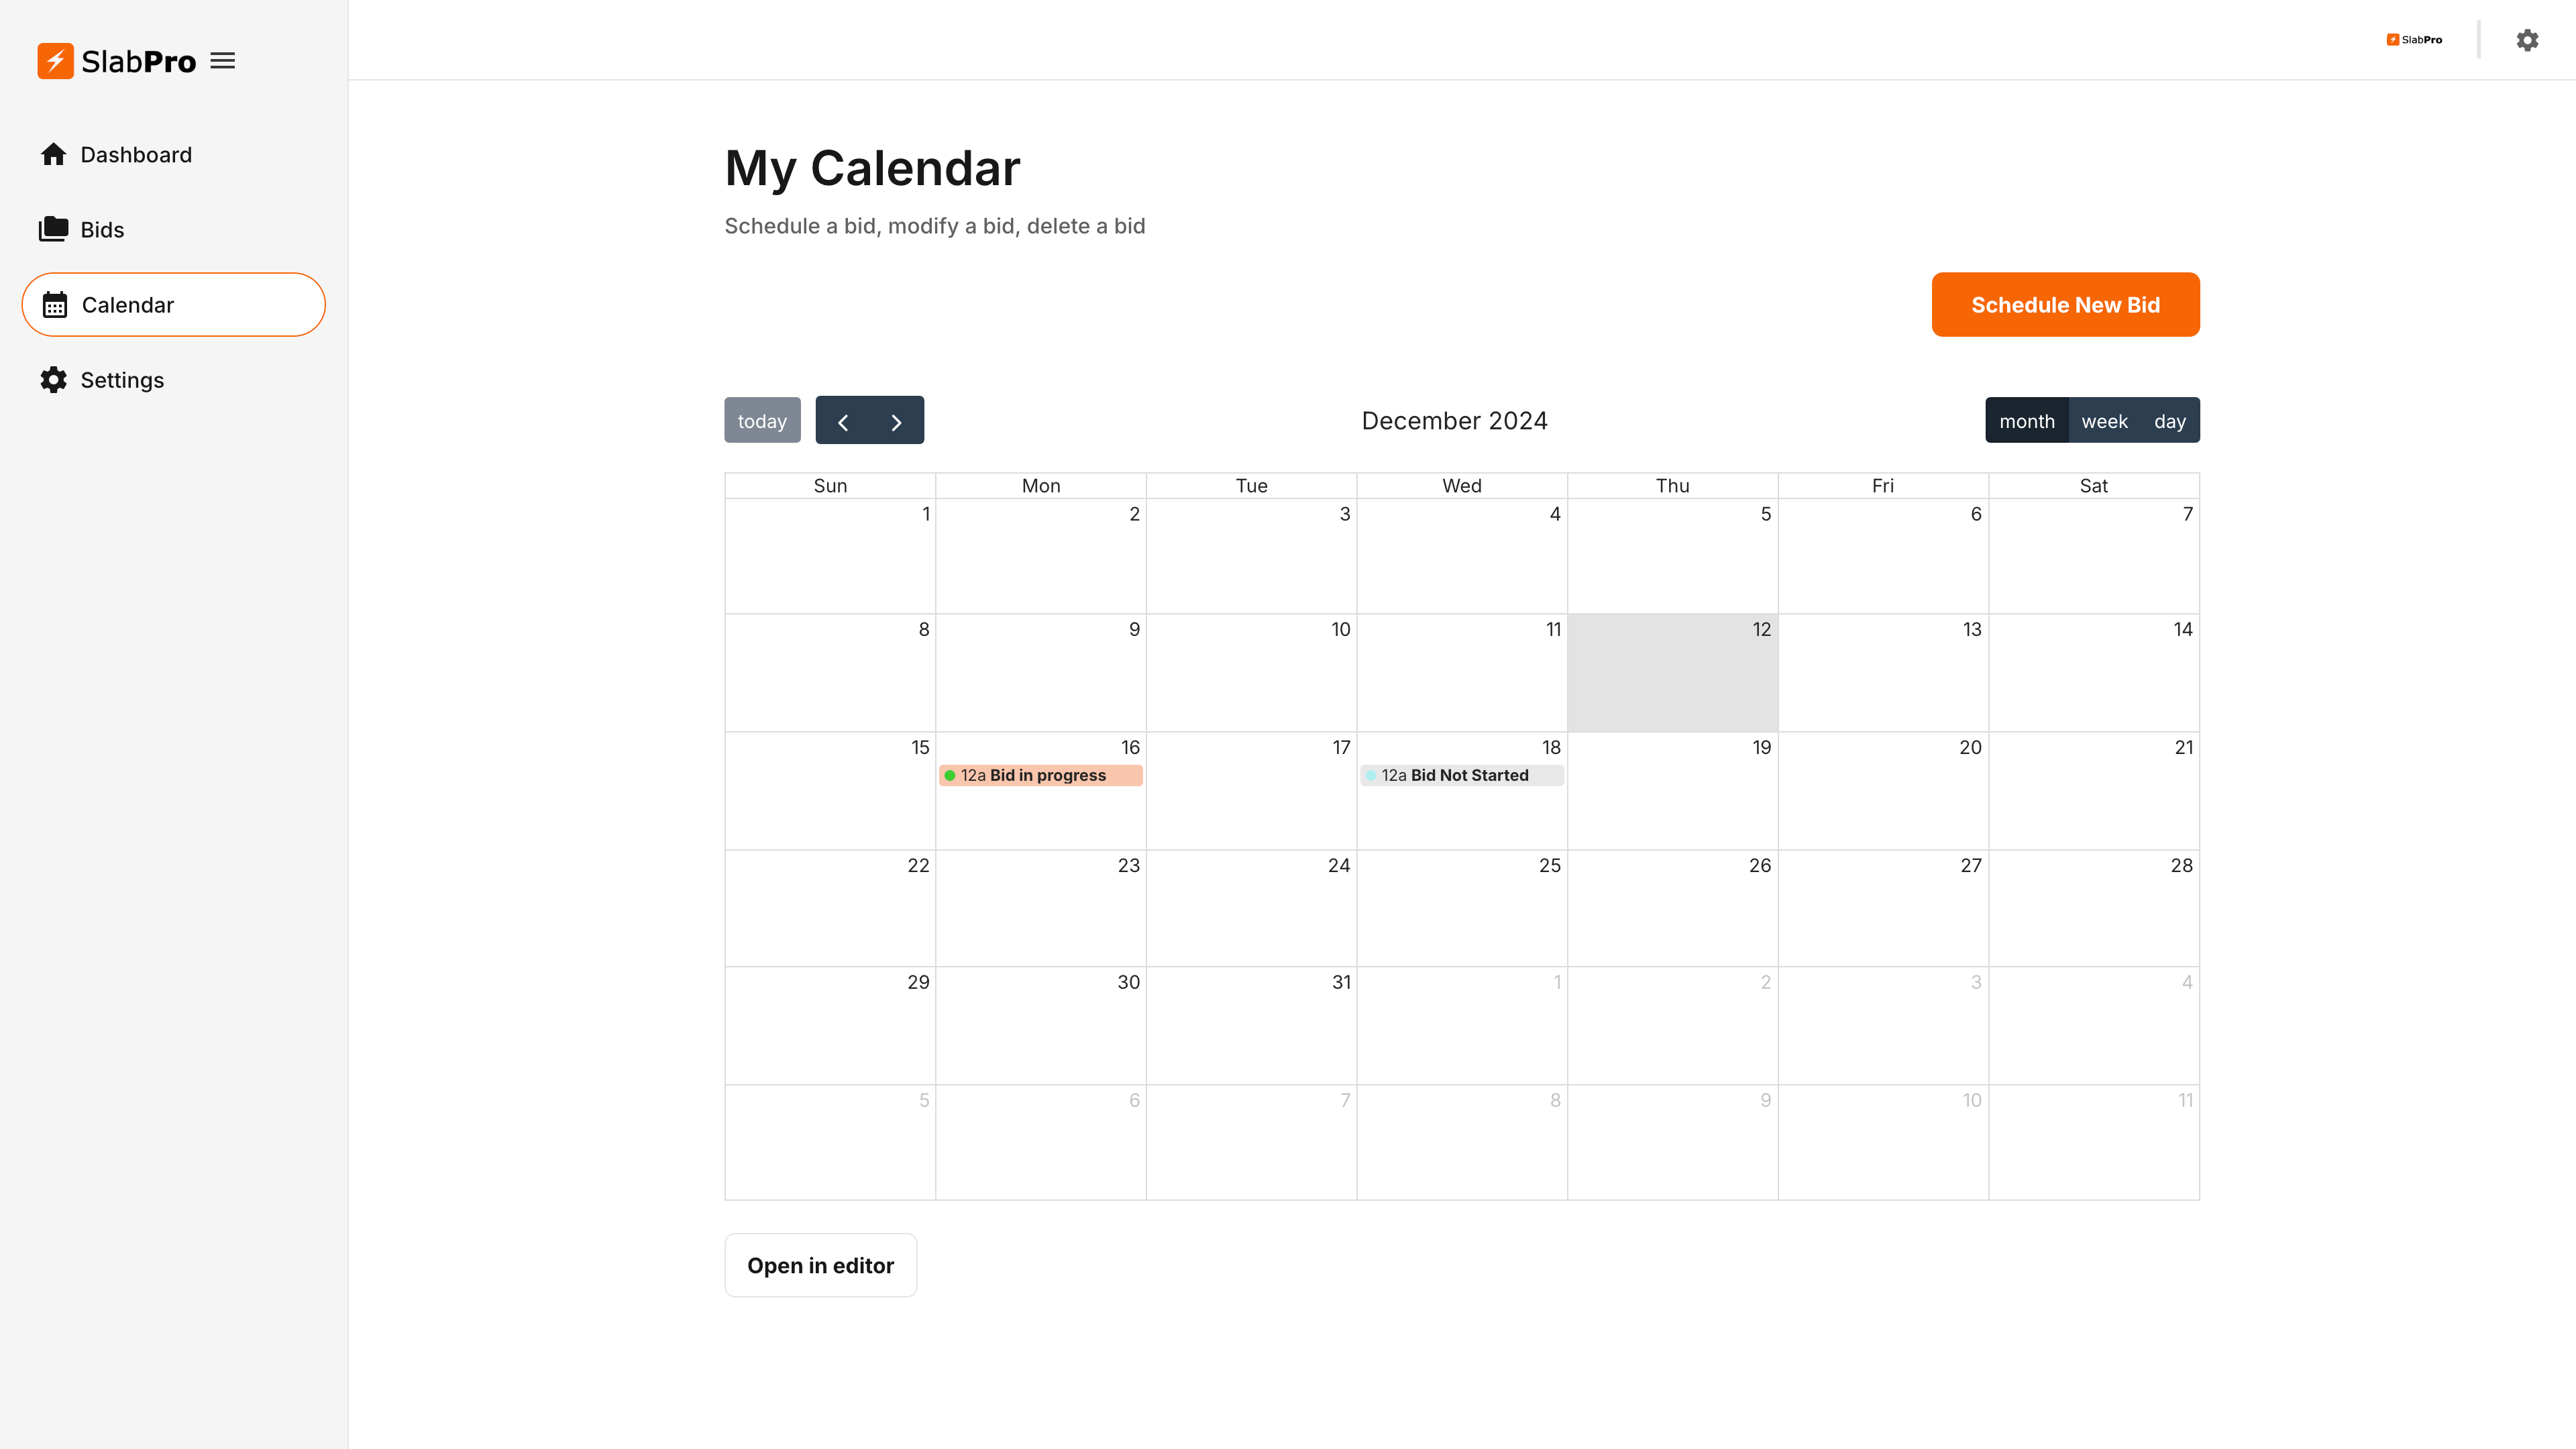 SlabPro
SlabPro
Dashboard
Bids
Calendar
Settings
My Calendar
Schedule a bid, modify a bid, delete a bid
Schedule New Bid
today
December 2024
month week day
Sun Mon Tue Wed Thu Fri Sat
1 2 3 4 5 6 7
8 9 10 11 12 13 14
15 16 17 18 19 20 21
12a Bid in progress 12a Bid Not Started
22 23 24 25 26 27 28
29 30 31 1 2 3 4
5 6 7 8 9 10 11
Open in editor